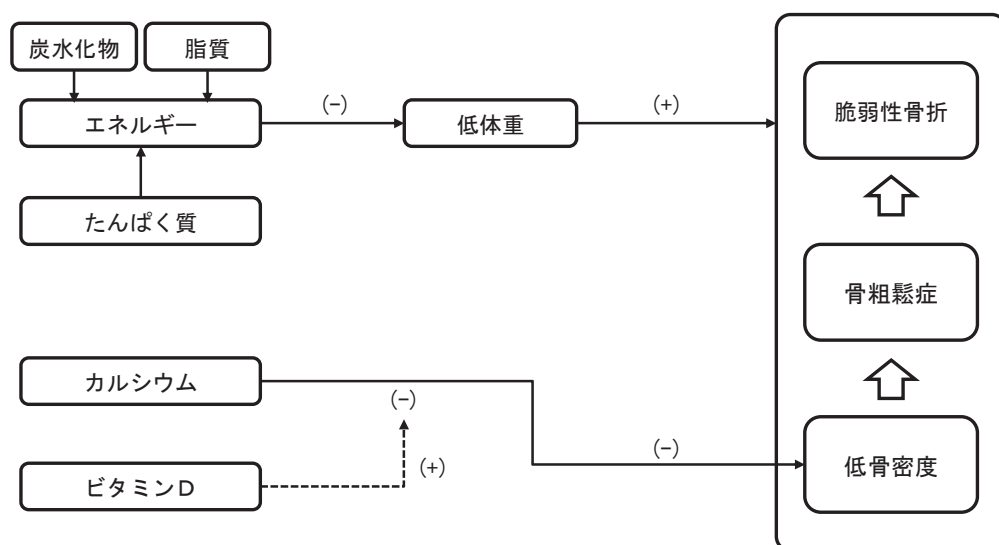 炭水化物
脂質
エネルギー
(−)
低体重
(+)
脆弱性骨折
たんぱく質
骨粗鬆症
カルシウム
(−)
(−)
低骨密度
ビタミンD
(+)